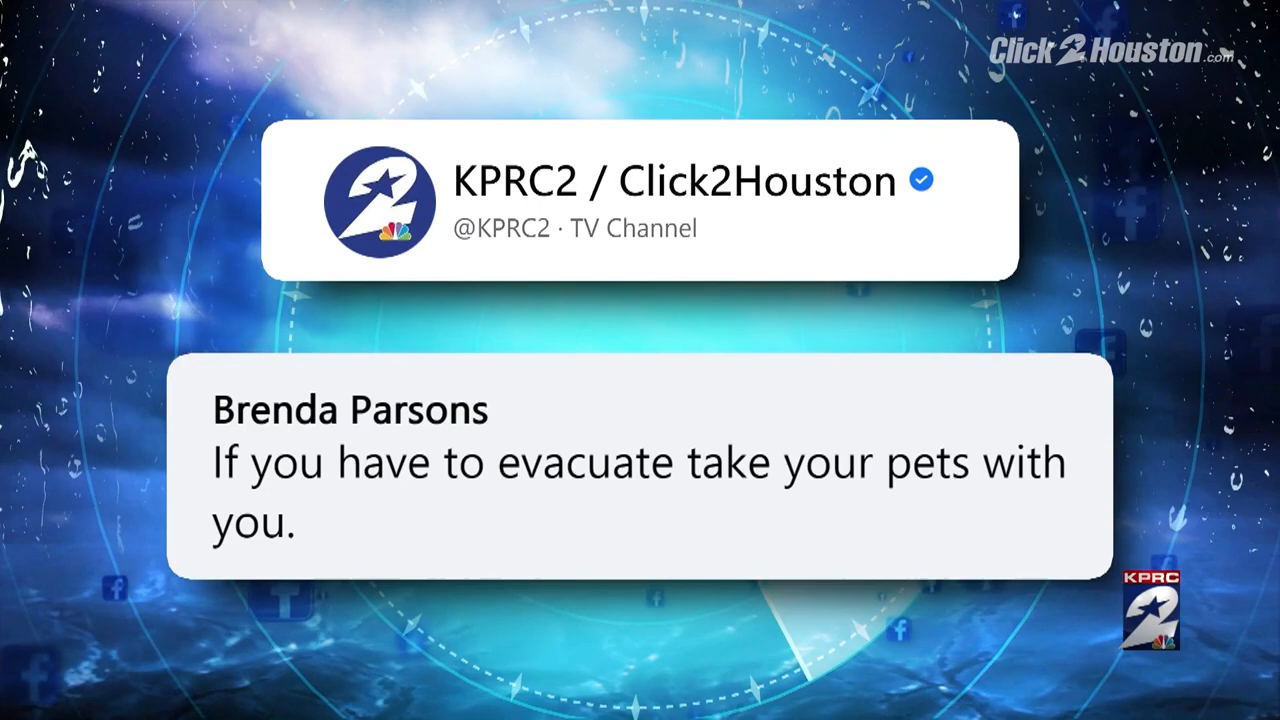 Click2Houston.com
KPRC2 / Click2Houston
@KPRC2 · TV Channel
Brenda Parsons
If you have to evacuate take your pets with
you.
KPRC
2